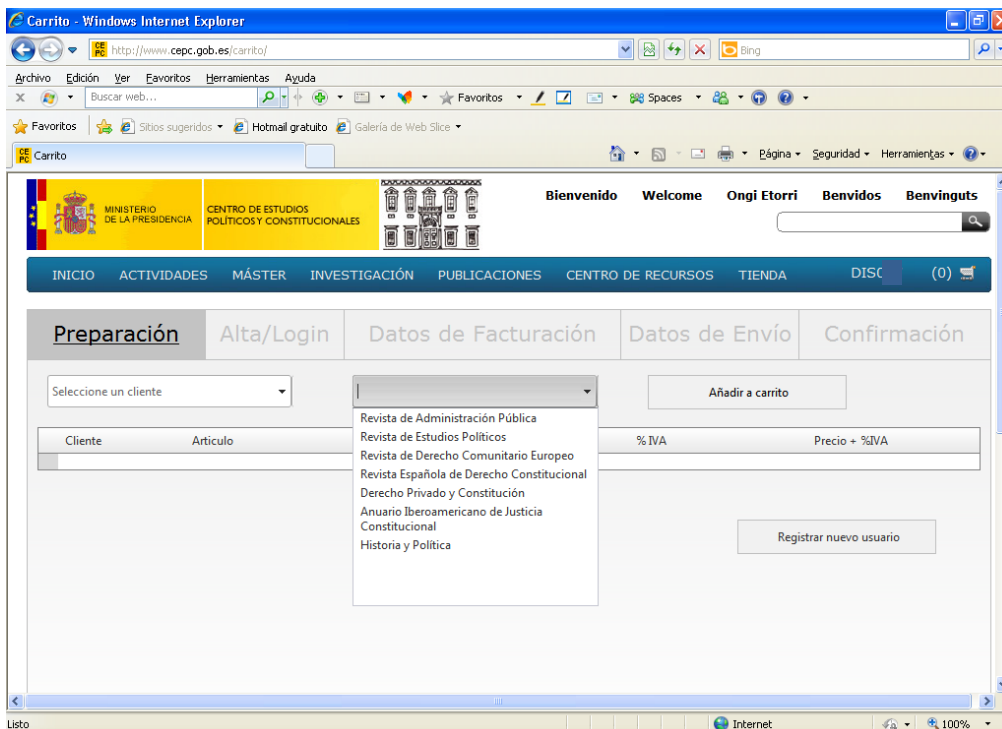 Carrito - Windows Internet Explorer
http://www.cepc.gob.es/carrito/
Bing
Archivo Edición Ver Favoritos Herramientas Ayuda
Buscar web...
Favoritos
Spaces
Favoritos
Sitios sugeridos
Hotmail gratuito
Galería de Web Slice
CE PC Carrito
Página
Seguridad
Herramientas
MINISTERIO
DE LA PRESIDENCIA
CENTRO DE ESTUDIOS
POLÍTICOS Y CONSTITUCIONALES
Bienvenido Welcome Ongi Etorri Benvidos Benvinguts
INICIO ACTIVIDADES MÁSTER INVESTIGACIÓN PUBLICACIONES CENTRO DE RECURSOS TIENDA (0)
Preparación Alta/Login Datos de Facturación Datos de Envío Confirmación
Seleccione un cliente
Añadir a carrito
Cliente Articulo % IVA Precio + %IVA
Revista de Administración Pública
Revista de Estudios Políticos
Revista de Derecho Comunitario Europeo
Revista Española de Derecho Constitucional
Derecho Privado y Constitución
Anuario Iberoamericano de Justicia
Constitucional
Historia y Política
Registrar nuevo usuario
Listo
Internet
100%